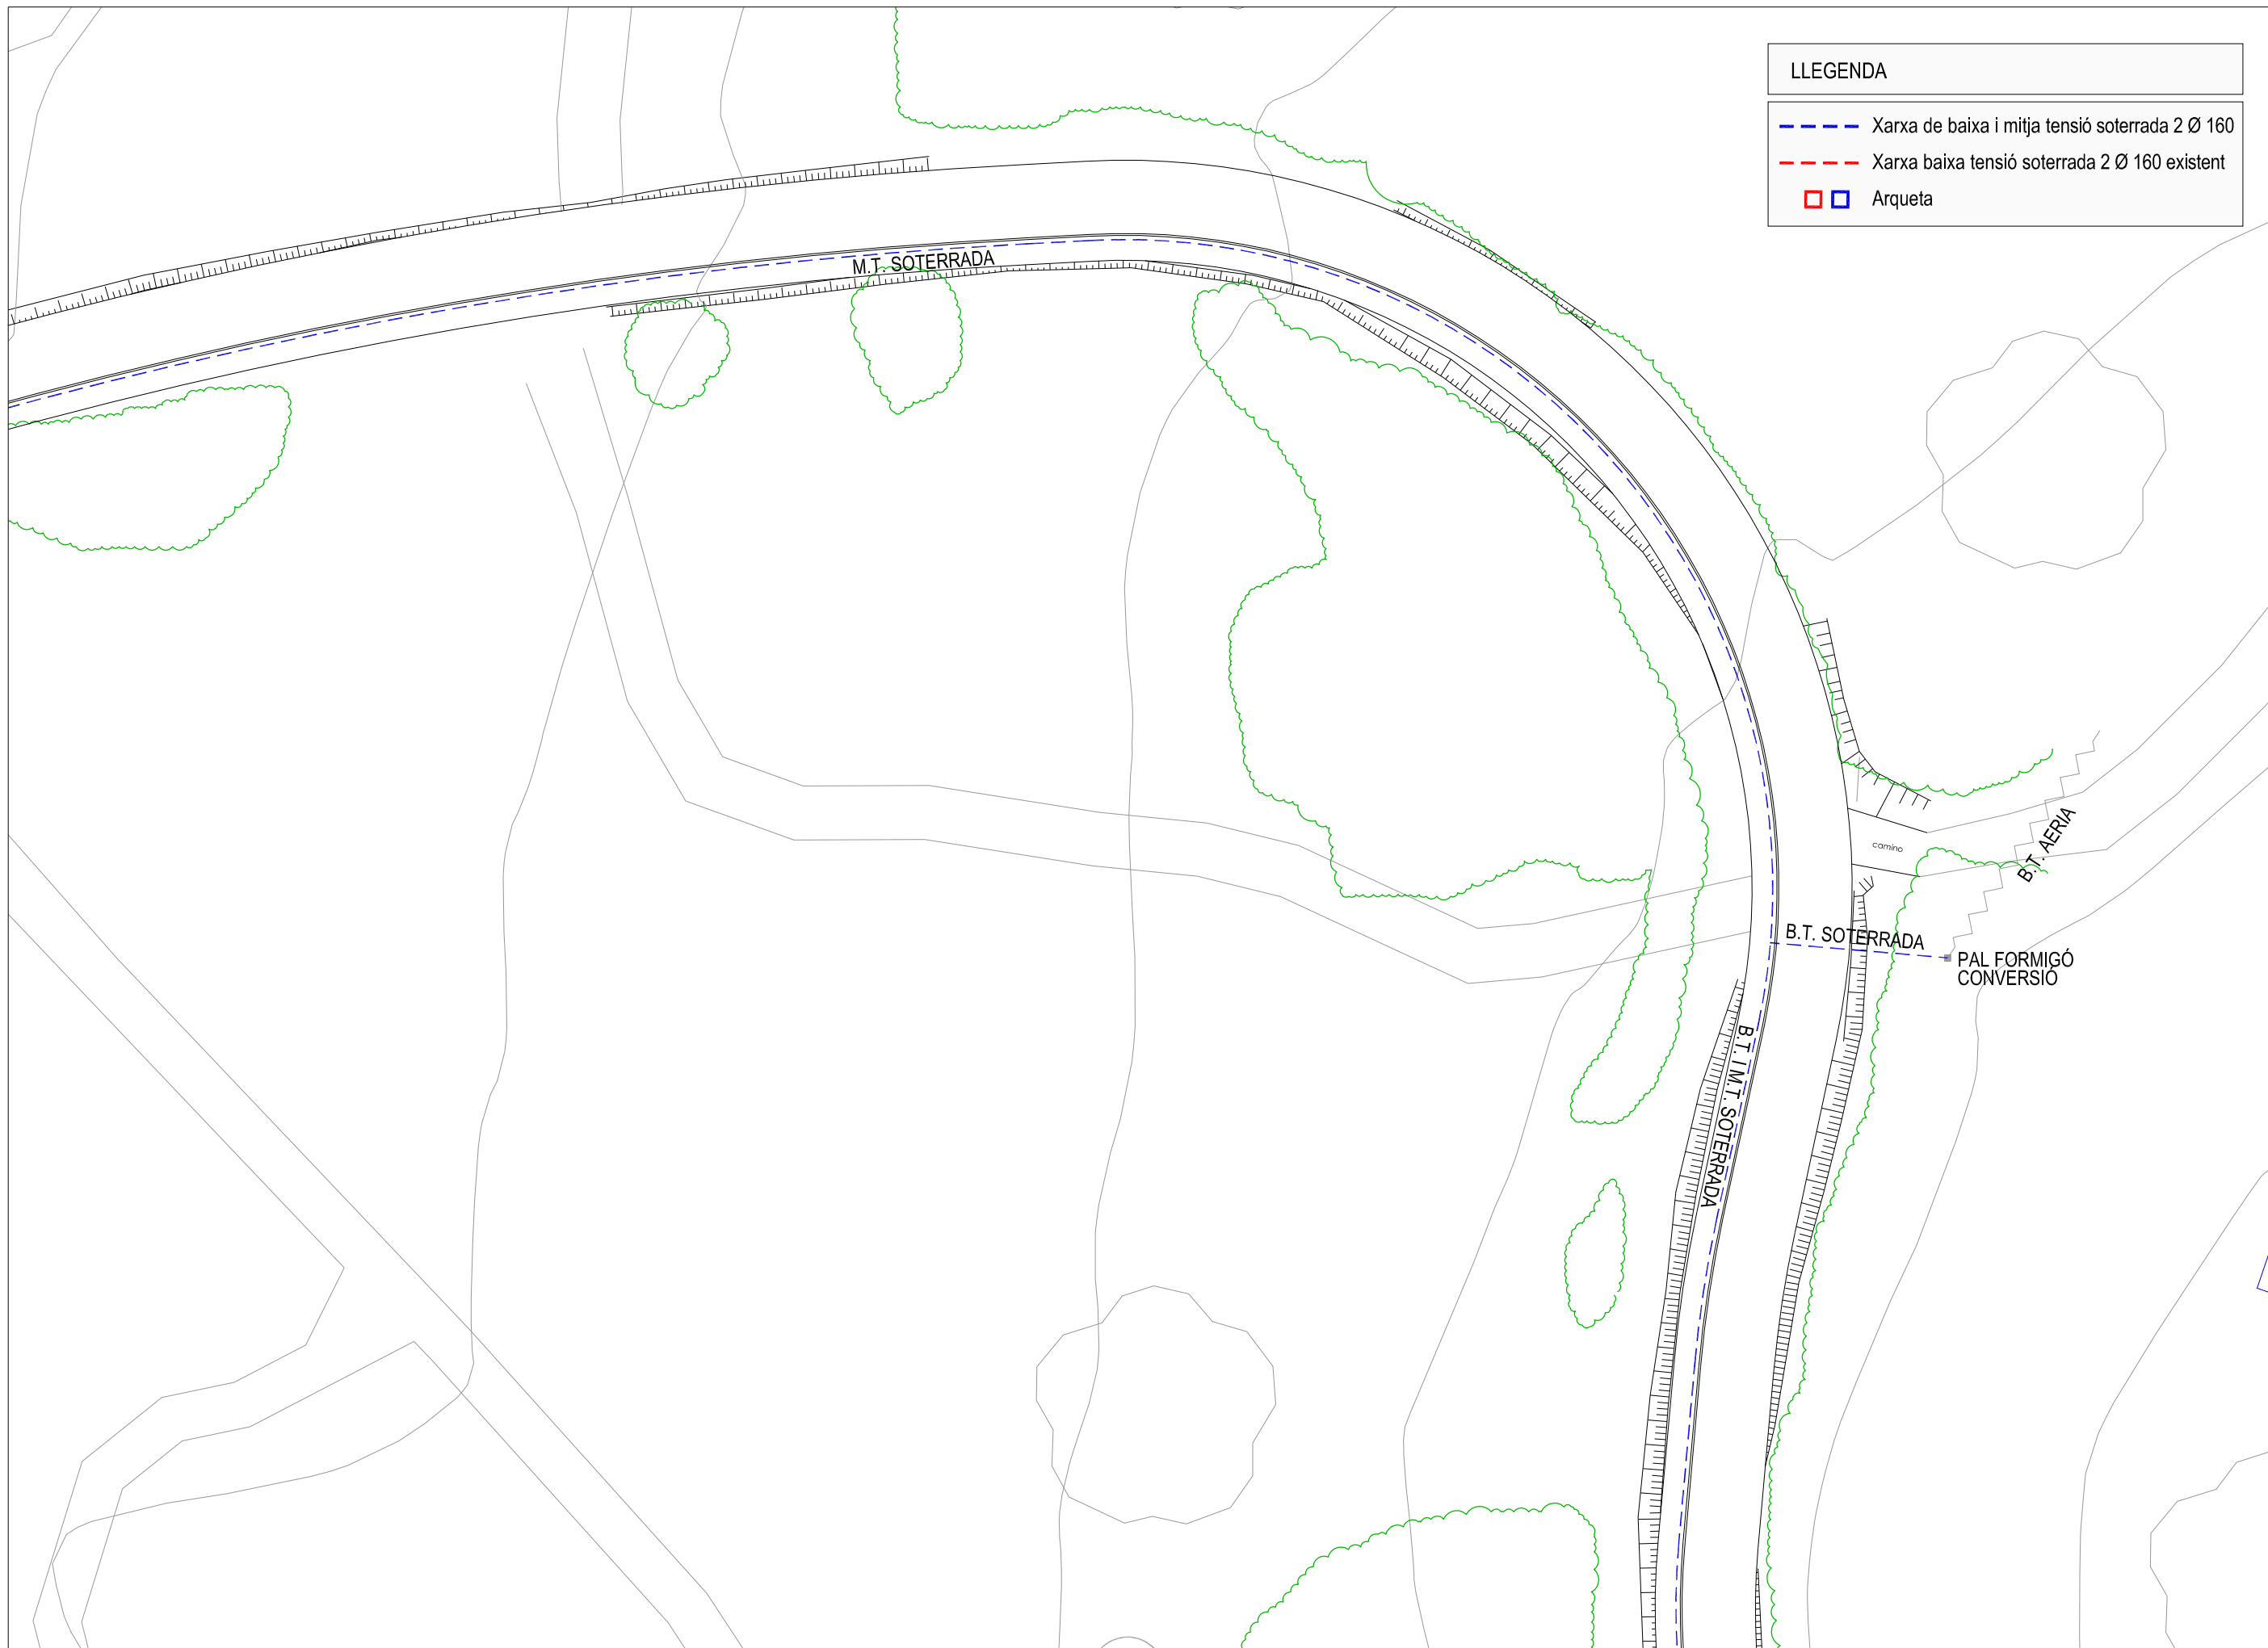 LLEGENDA
Xarxa de baixa i mitja tensió soterrada 2 Ø 160
Xarxa baixa tensió soterrada 2 Ø 160 existent
Arqueta
M.T. SOTERRADA
camino
B.T. AERIA
B.T. SOTERRADA
PAL FORMIGÓ
CONVERSIÓ
B.T. I M.T. SOTERRADA